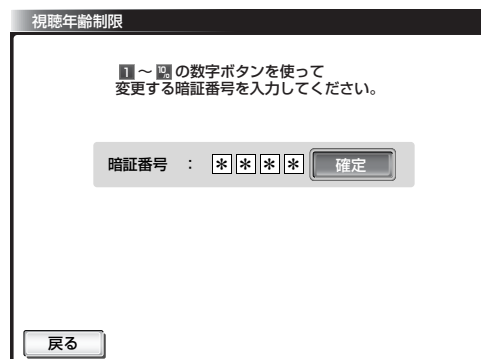 視聴年齢制限
1 ~ 10 の数字ボタンを使って
変更する暗証番号を入力してください。
暗証番号 : * * * * 確定
戻る